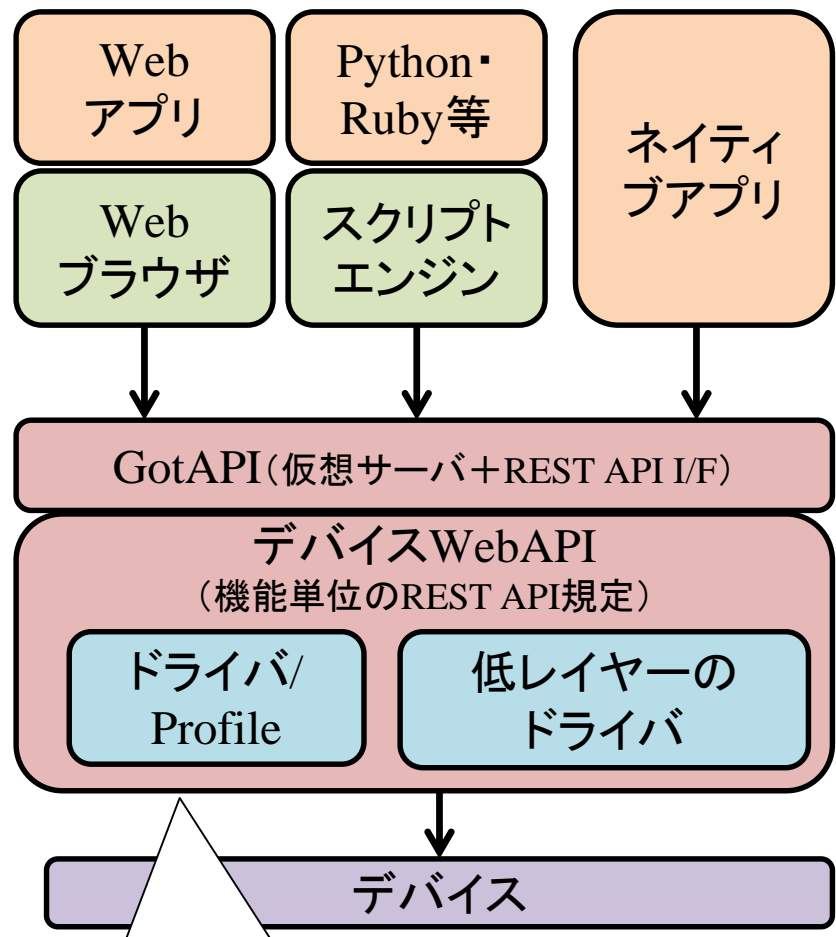 Web
アプリ
Python・
Ruby等
ネイティ
ブアプリ
Web
ブラウザ
スクリプト
エンジン
GotAPI（仮想サーバ＋REST API I/F）
デバイスWebAPI
（機能単位のREST API規定）
ドライバ/
Profile
低レイヤーの
ドライバ
デバイス